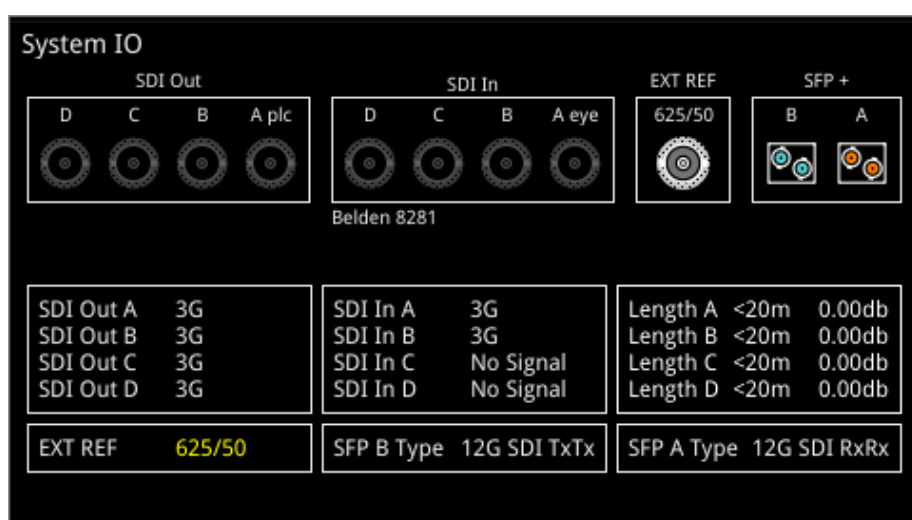 System IO
SDI Out
SDI In
EXT REF
SFP +
D C B A plc
D C B A eye
625/50
B A
Belden 8281
SDI Out A 3G
SDI Out B 3G
SDI Out C 3G
SDI Out D 3G
SDI In A 3G
SDI In B 3G
SDI In C No Signal
SDI In D No Signal
Length A <20m 0.00db
Length B <20m 0.00db
Length C <20m 0.00db
Length D <20m 0.00db
EXT REF 625/50
SFP B Type 12G SDI TxTx
SFP A Type 12G SDI RxRx